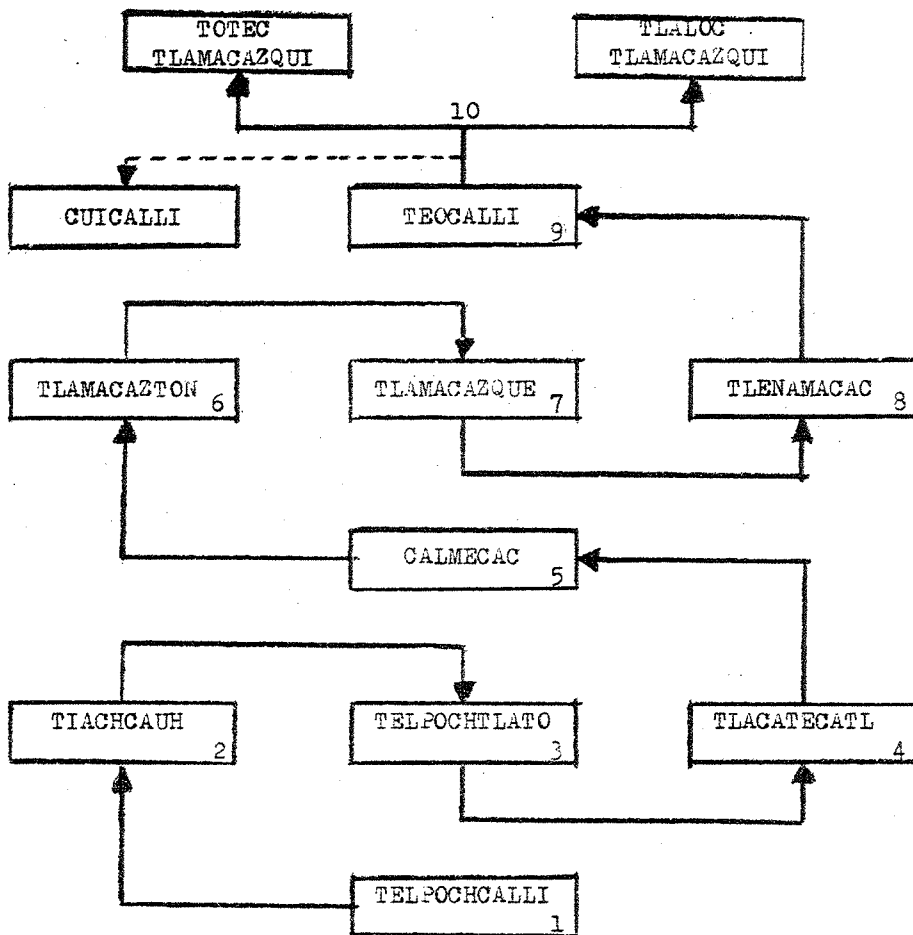 TOTEC
TLAMACAZQUI
TLALOC
TLAMACAZQUI
10
CUICALLI
TEOCALLI
9
TLAMACAZTON
6
TLAMACAZQUE
7
TLENAMACAC
8
CALMECAC
5
TIACHCAUH
2
TELPOCHTLATO
3
TLACATECATL
4
TELPOCHCALLI
1